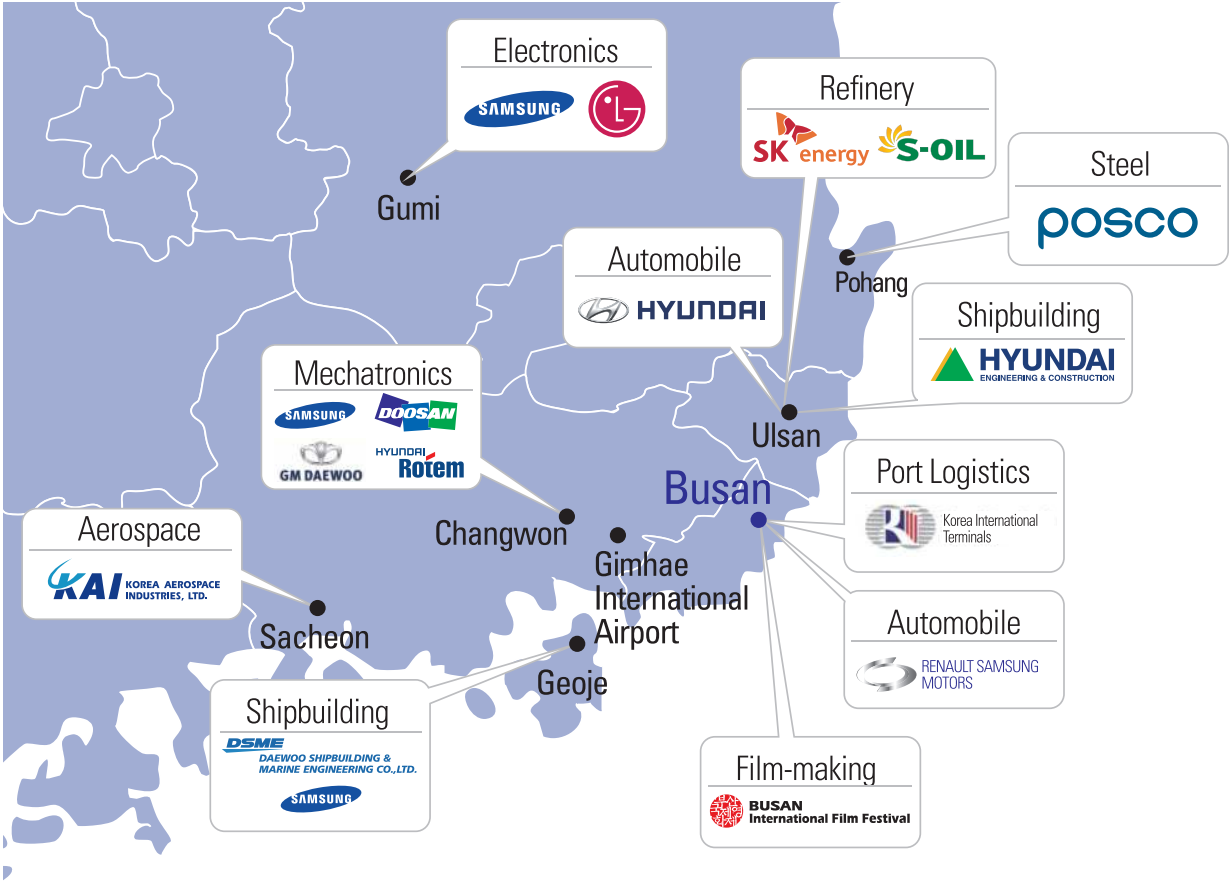 Electronics
SAMSUNG
LG
Gumi
Refinery
SK energy
S-OIL
Steel
posco
Pohang
Automobile
HYUNDAI
Shipbuilding
HYUNDAI
ENGINEERING & CONSTRUCTION
Ulsan
Mechatronics
SAMSUNG
DOOSAN
GM DAEWOO
HYUNDAI
Rotem
Changwon
Busan
Port Logistics
Korea International
Terminals
Aerospace
KAI
KOREA AEROSPACE
INDUSTRIES, LTD.
Sacheon
Gimhae
International
Airport
Automobile
RENAULT SAMSUNG
MOTORS
Geoje
Shipbuilding
DSME
DAEWOO SHIPBUILDING &
MARINE ENGINEERING CO.,LTD.
SAMSUNG
Film-making
BUSAN
International Film Festival